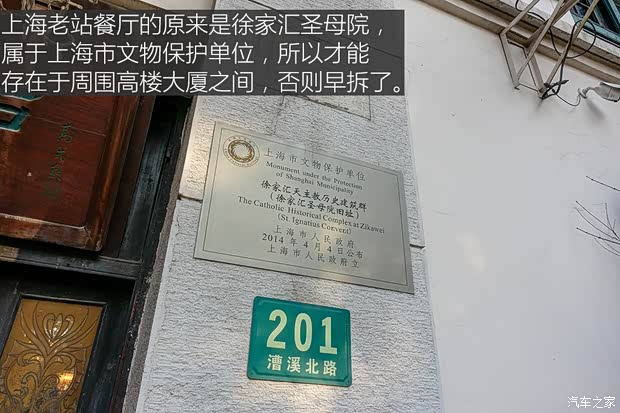 上海老站餐厅的原来是徐家汇圣母院，
属于上海市文物保护单位，所以才能
存在于周围高楼大厦之间，否则早拆了。
上海市文物保护单位
Monument under the Protection
of Shanghai Municipality
徐家汇天主教历史建筑群
（徐家汇圣母院旧址）
The Catholic Historical Complex at Zikawei
(St. Ignatius Convent)
上海市人民政府
2014年4月4日公布
上海市人民政府立
201
漕溪北路
汽车之家